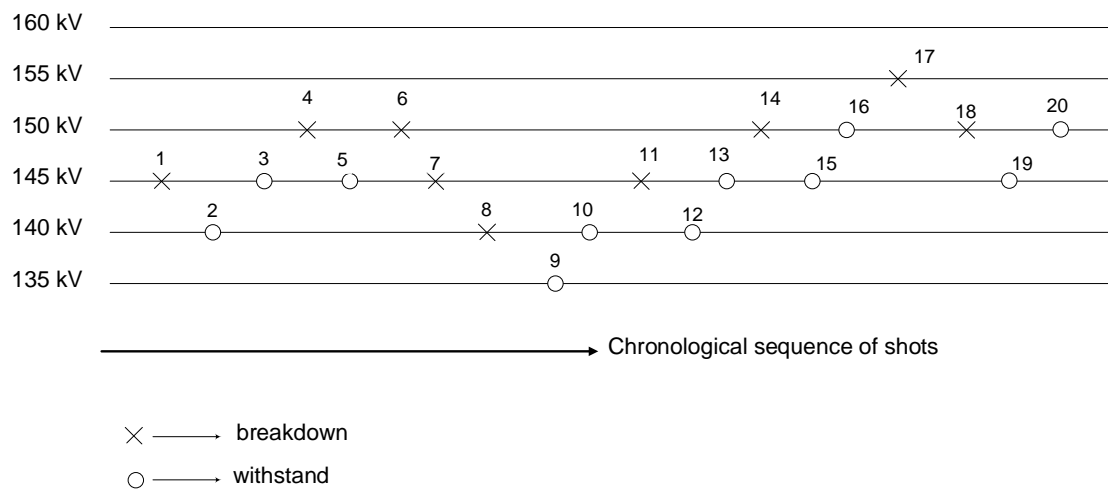 160 kV
155 kV
17
4
6
14
16
20
150 kV
18
1
3
5
7
11
13
145 kV
15
19
2
8
10
12
140 kV
9
135 kV
Chronological sequence of shots
breakdown
withstand